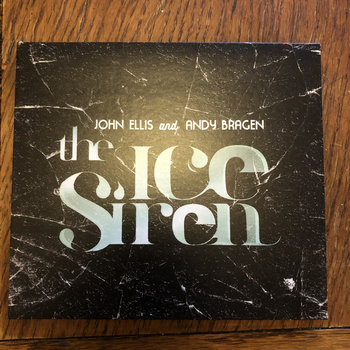 JOHN ELLIS and ANDY BRAGEN
the ICE
Siren